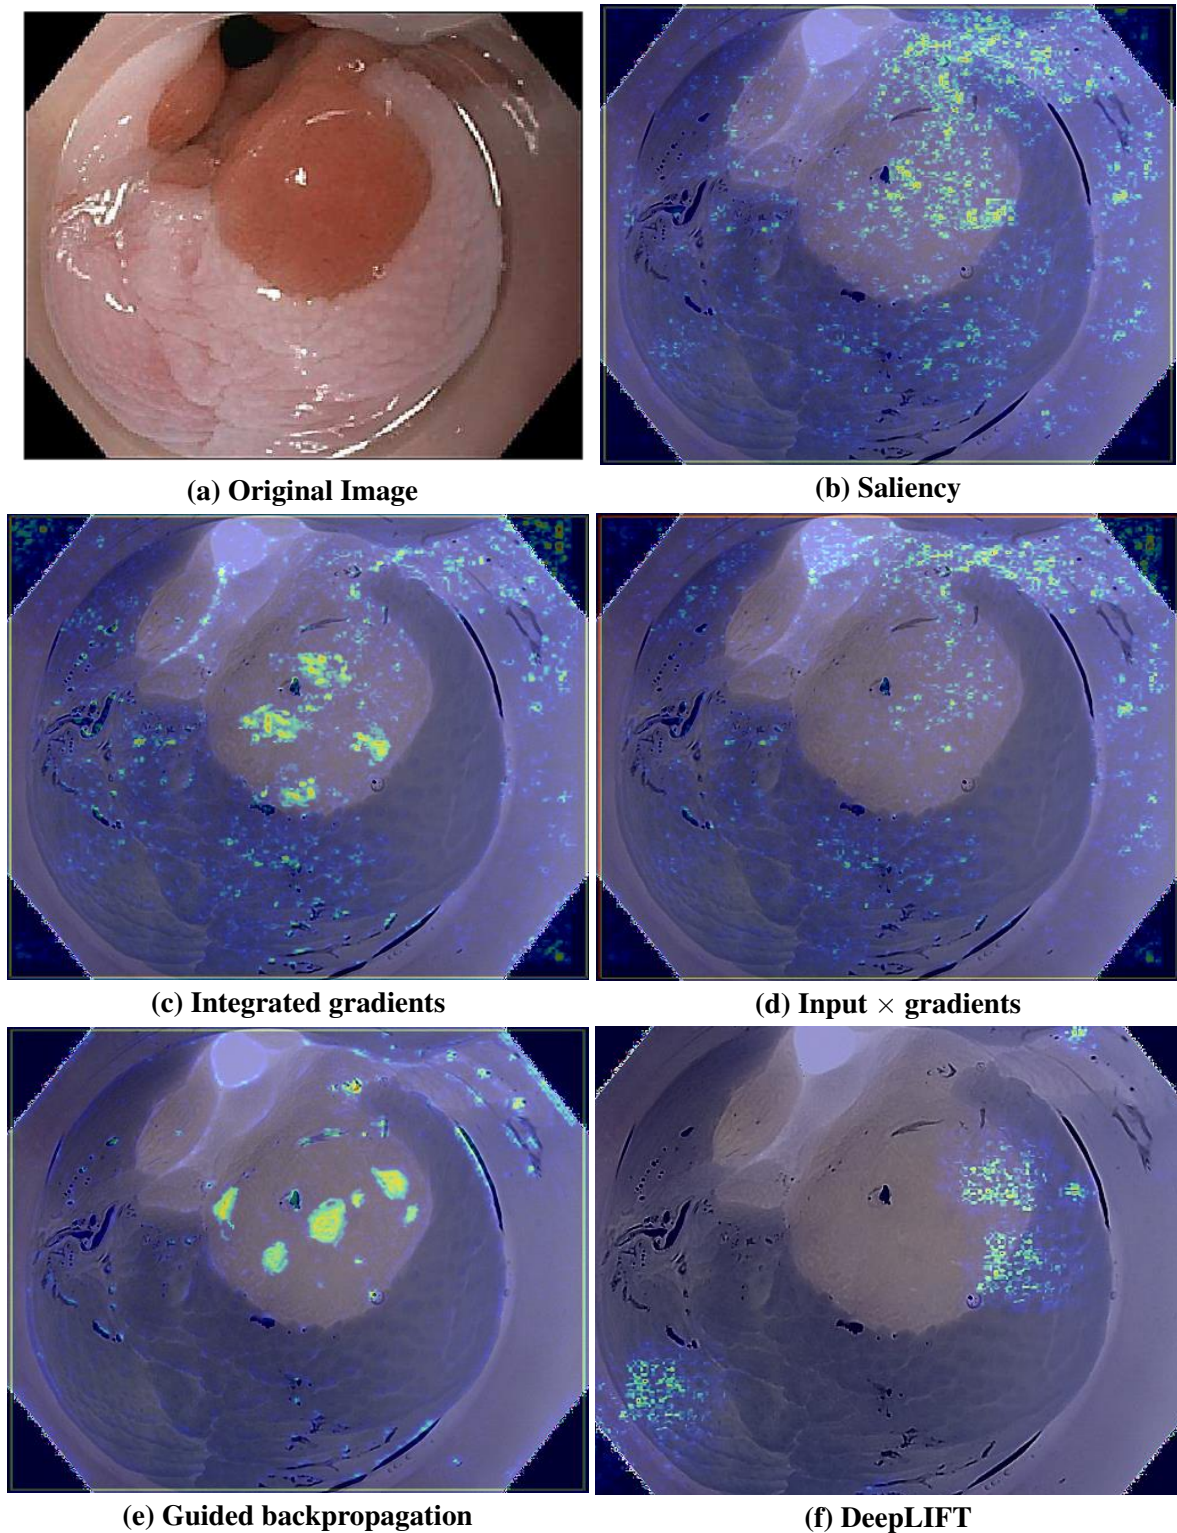 (a) Original Image
(b) Saliency
(c) Integrated gradients
(d) Input × gradients
(e) Guided backpropagation
(f) DeepLIFT